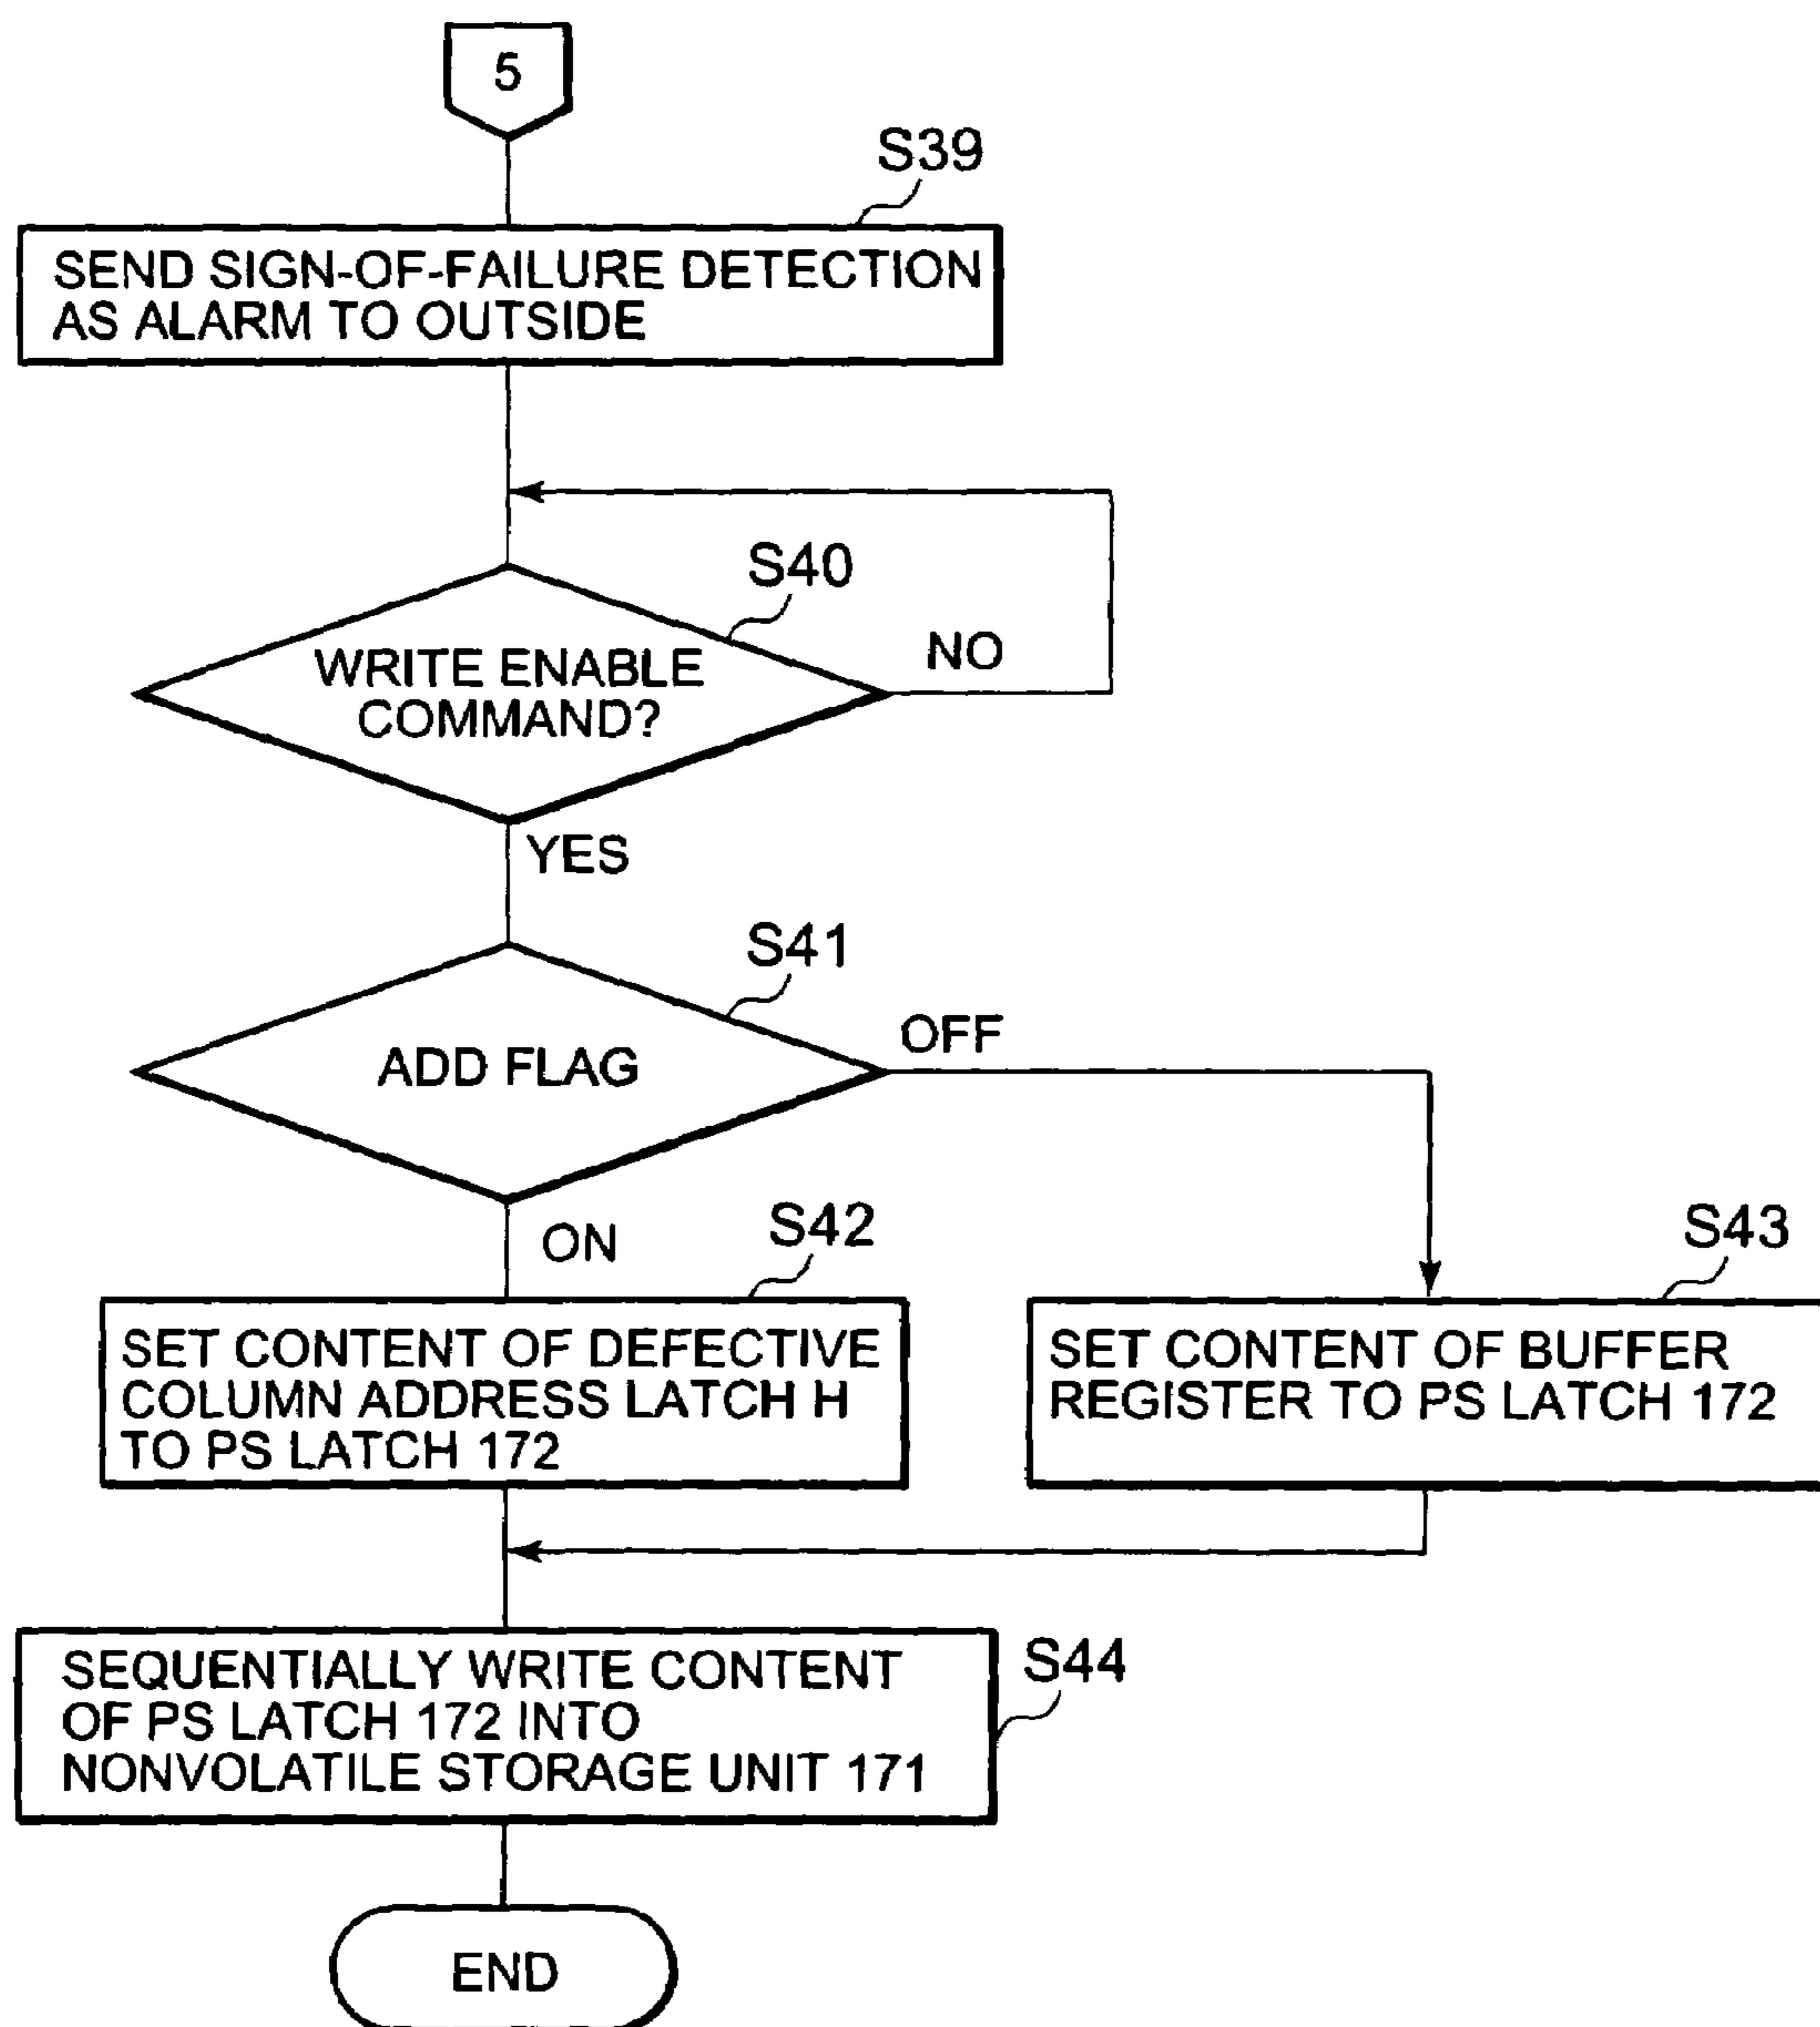 5
S39
SEND SIGN-OF-FAILURE DETECTION
AS ALARM TO OUTSIDE
S40
WRITE ENABLE
COMMAND?
NO
YES
S41
ADD FLAG
OFF
ON
S42
SET CONTENT OF DEFECTIVE
COLUMN ADDRESS LATCH H
TO PS LATCH 172
S43
SET CONTENT OF BUFFER
REGISTER TO PS LATCH 172
SEQUENTIALLY WRITE CONTENT
OF PS LATCH 172 INTO
NONVOLATILE STORAGE UNIT 171
S44
END